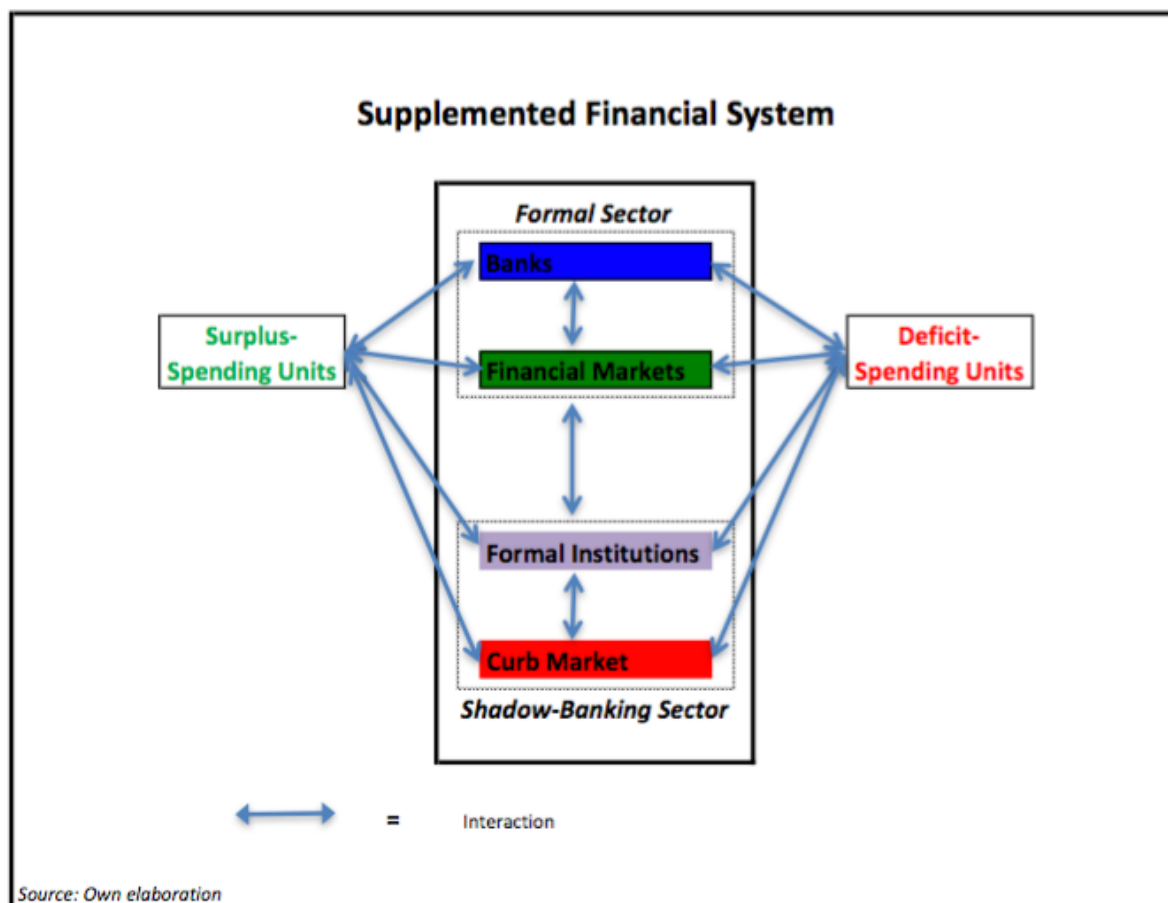 Supplemented Financial System
Formal Sector
Banks
Surplus-
Spending Units
Financial Markets
Deficit-
Spending Units
Formal Institutions
Curb Market
Shadow-Banking Sector
= Interaction
Source: Own elaboration